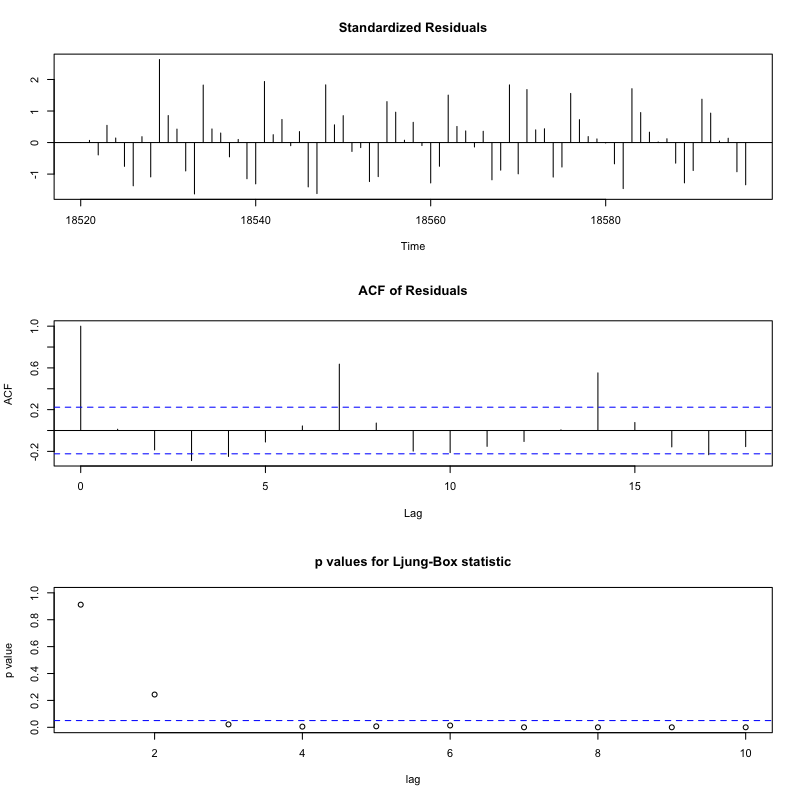 Standardized Residuals
2
1
0
-1
18520 18540 18560 18580
Time
ACF of Residuals
ACF
1.0
0.6
0.2
-0.2
0 5 10 15
Lag
p values for Ljung-Box statistic
p value
1.0
0.8
0.6
0.4
0.2
0.0
2 4 6 8 10
lag